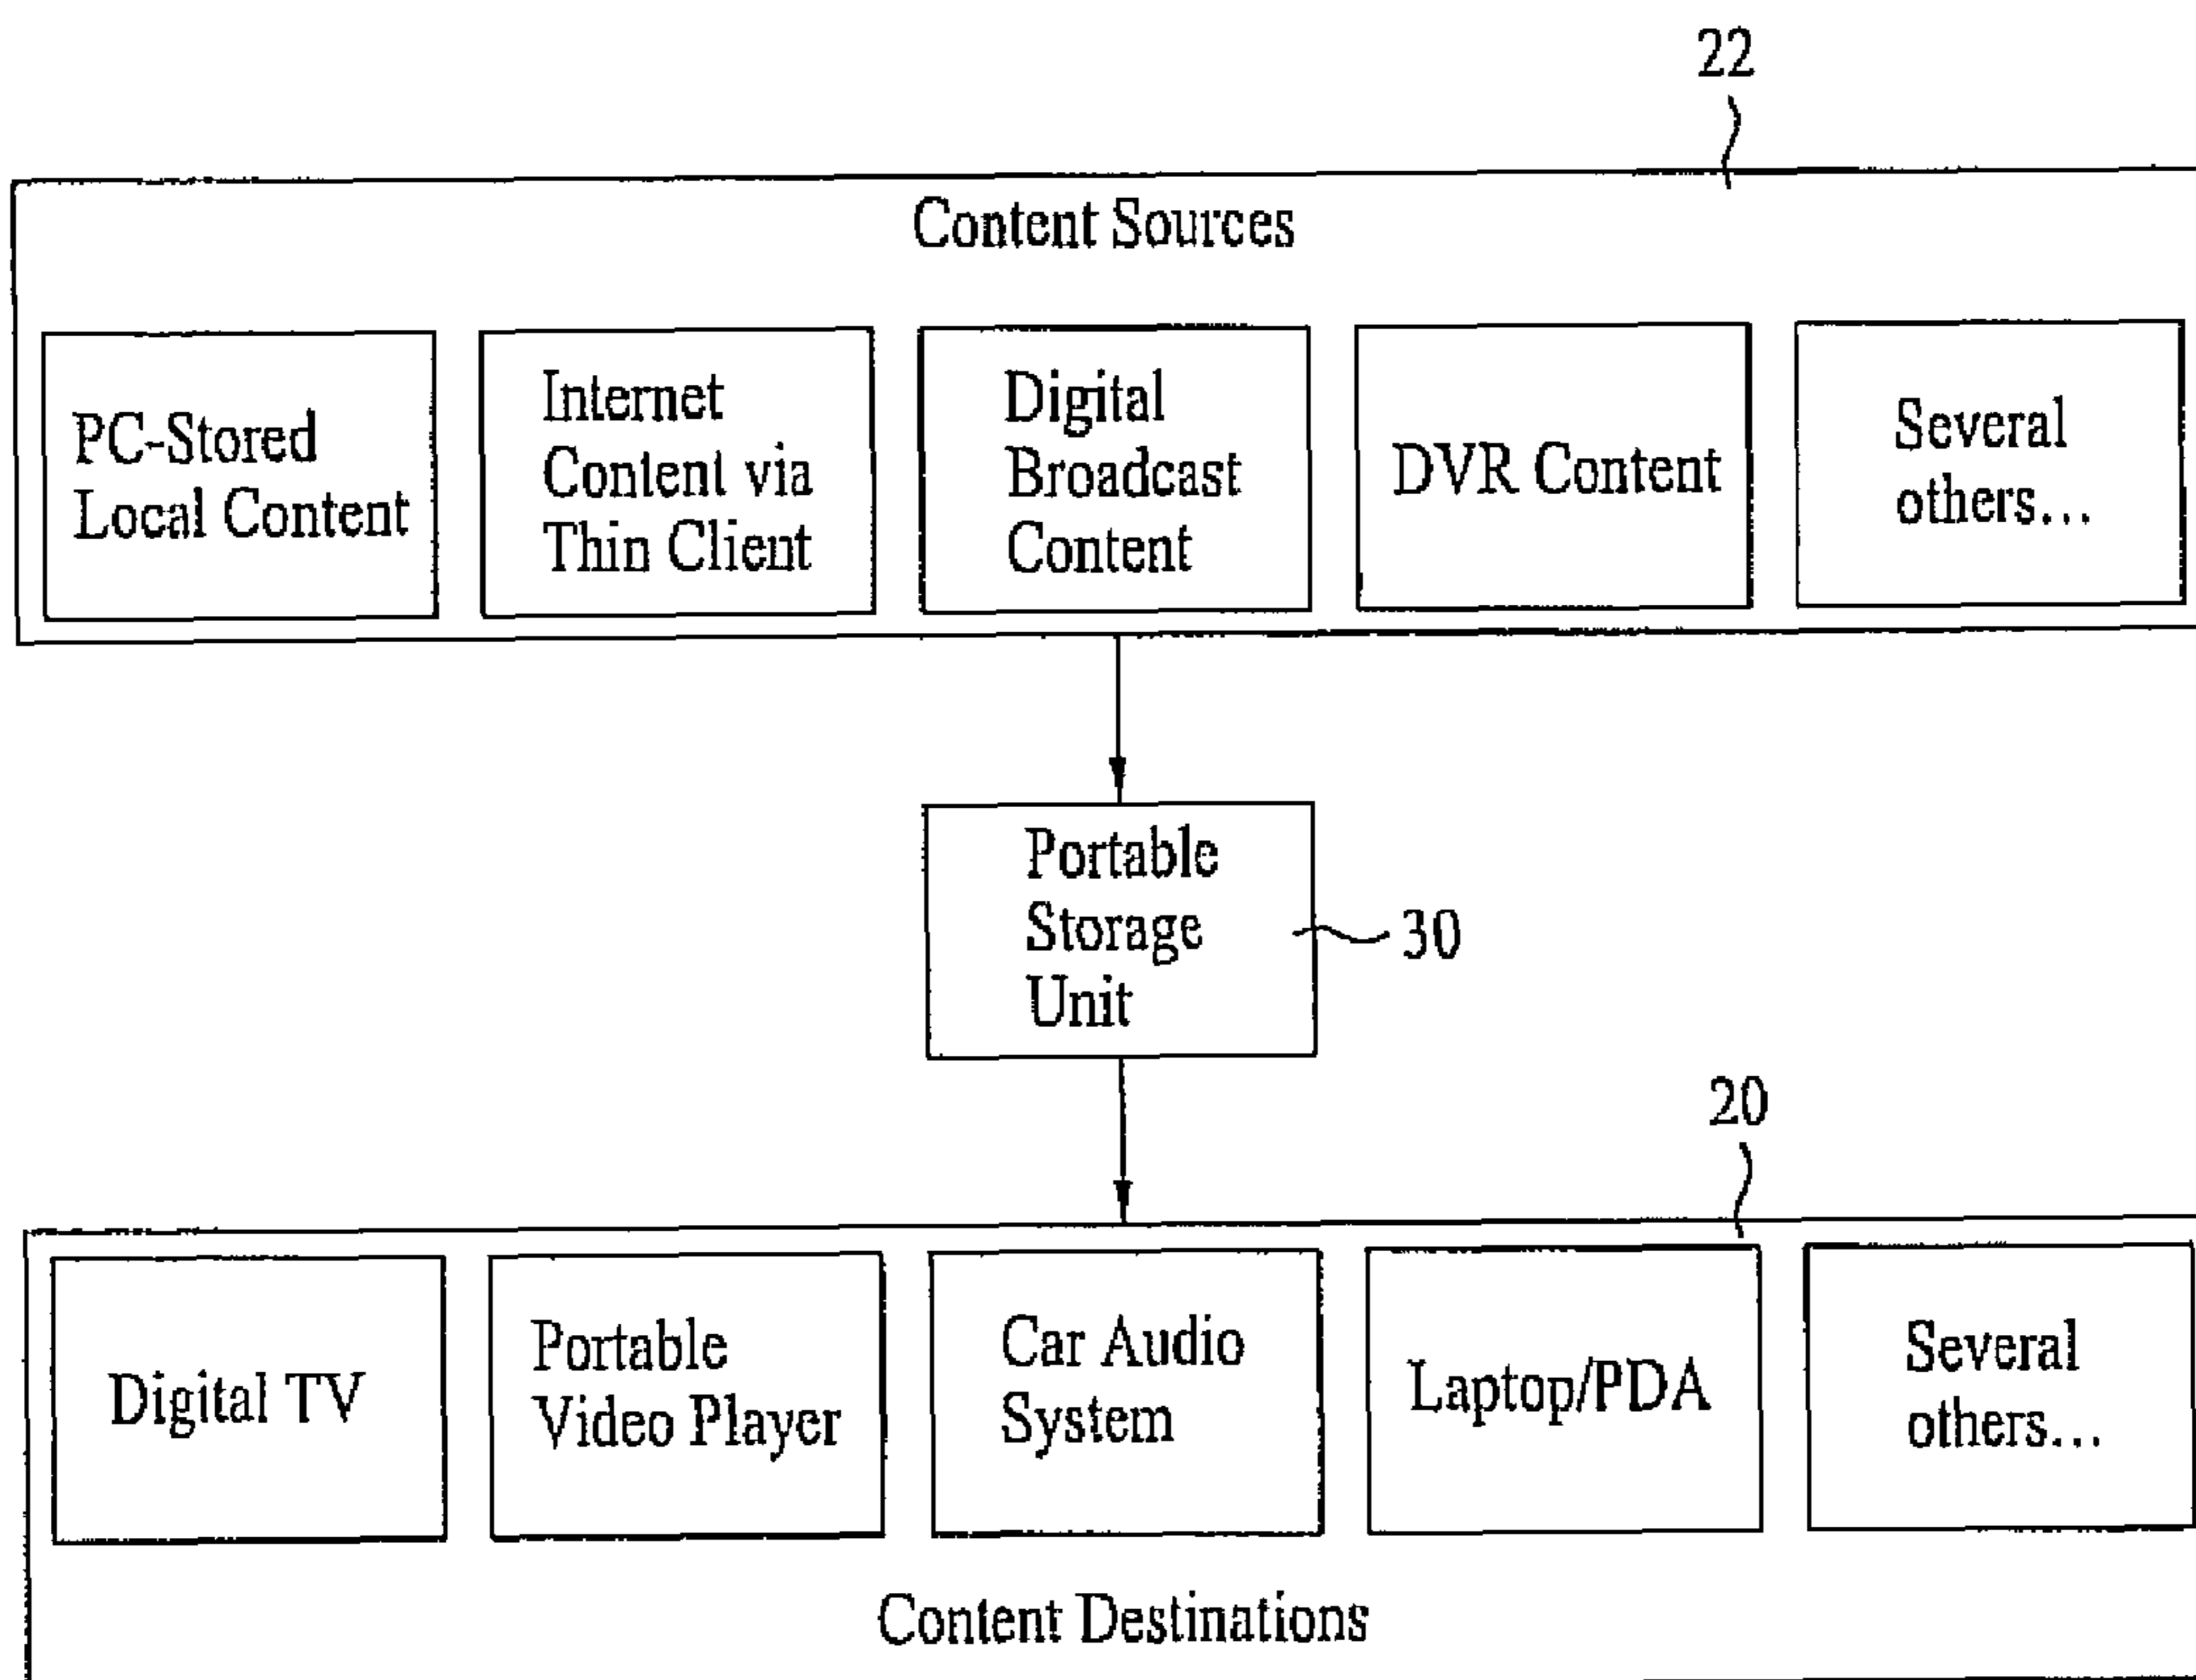 22
Content Sources
PC-Stored
Local Content
Internet
Content via
Thin Client
Digital
Broadcast
Content
DVR Content
Several
others...
Portable
Storage
Unit
30
20
Digital TV
Portable
Video Player
Car Audio
System
Laptop/PDA
Several
others...
Content Destinations